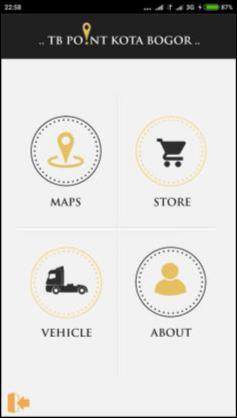 22:58 3G 87%
.. TB POINT KOTA BOGOR ..
MAPS STORE
VEHICLE ABOUT